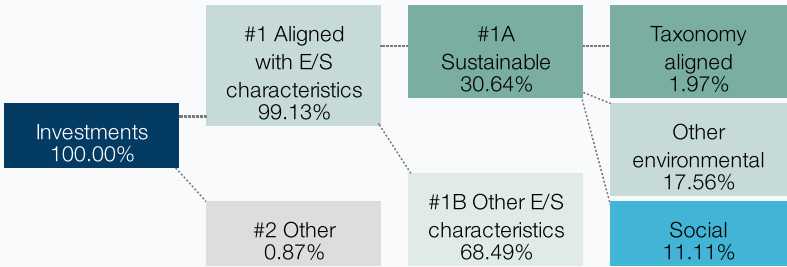 Investments
100.00%
#1 Aligned
with E/S
characteristics
99.13%
#2 Other
0.87%
#1A
Sustainable
30.64%
#1B Other E/S
characteristics
68.49%
Taxonomy
aligned
1.97%
Other
environmental
17.56%
Social
11.11%